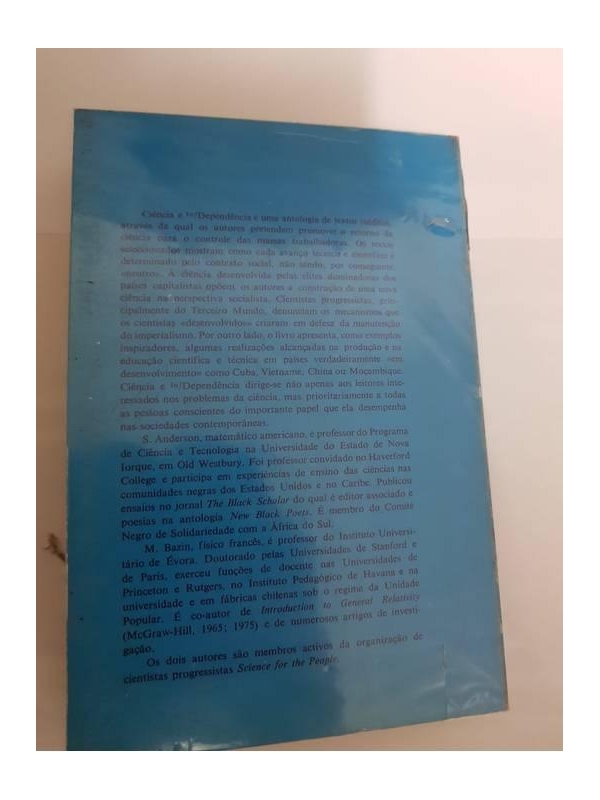 Ciência e In/Dependência é uma antologia de textos inéditos,
através da qual os autores pretendem promover o retorno da
ciência para o controle das massas trabalhadoras. Os textos
seleccionados mostram como cada avanço técnico e científico é
determinado pelo contexto social, não sendo, por conseguinte,
«neutro». À ciência desenvolvida pelas elites dominadoras dos
países capitalistas opõem os autores a construção de uma nova
ciência na perspectiva socialista. Cientistas progressistas, prin-
cipalmente do Terceiro Mundo, denunciam os mecanismos que
os cientistas «desenvolvidos» criaram em defesa da manutenção
do imperialismo. Por outro lado, o livro apresenta, como exemplos
inspiradores, algumas realizações alcançadas na produção e na
educação científica e técnica em países verdadeiramente «em
desenvolvimento» como Cuba, Vietname, China ou Moçambique.
Ciência e In/Dependência dirige-se não apenas aos leitores inte-
ressados nos problemas da ciência, mas prioritariamente a todas
as pessoas conscientes do importante papel que ela desempenha
nas sociedades contemporâneas.
S. Anderson, matemático americano, é professor do Programa
de Ciência e Tecnologia na Universidade do Estado de Nova
Iorque, em Old Westbury. Foi professor convidado no Haverford
College e participa em experiências de ensino das ciências nas
comunidades negras dos Estados Unidos e no Caribe. Publicou
ensaios no jornal The Black Scholar do qual é editor associado e
poesias na antologia New Black Poets. É membro do Comité
Negro de Solidariedade com a África do Sul.
M. Bazin, físico francês, é professor do Instituto Universi-
tário de Évora. Doutorado pelas Universidades de Stanford e
de Paris, exerceu funções de docente nas Universidades de
Princeton e Rutgers, no Instituto Pedagógico de Havana e na
universidade e em fábricas chilenas sob o regime da Unidade
Popular. É co-autor de Introduction to General Relativity
(McGraw-Hill, 1965; 1975) e de numerosos artigos de investi-
gação.
Os dois autores são membros activos da organização de
cientistas progressistas Science for the People.